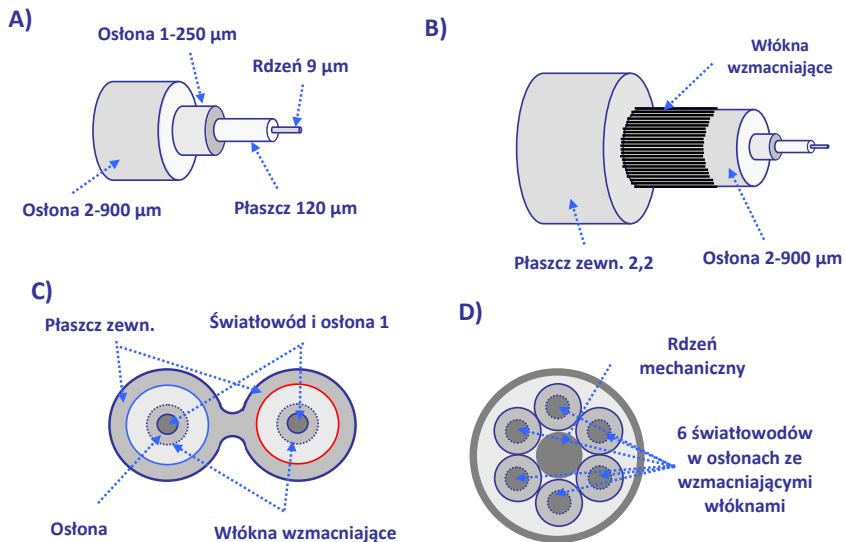 A)
Osłona 1-250 µm
Rdzeń 9 µm
Osłona 2-900 µm
Płaszcz 120 µm
B)
Włókna
wzmacniające
Płaszcz zewn. 2,2
Osłona 2-900 µm
C)
Płaszcz zewn.
Światłowód i osłona 1
Osłona
Włókna wzmacniające
D)
Rdzeń
mechaniczny
6 światłowodów
w osłonach ze
wzmacniającymi
włóknami